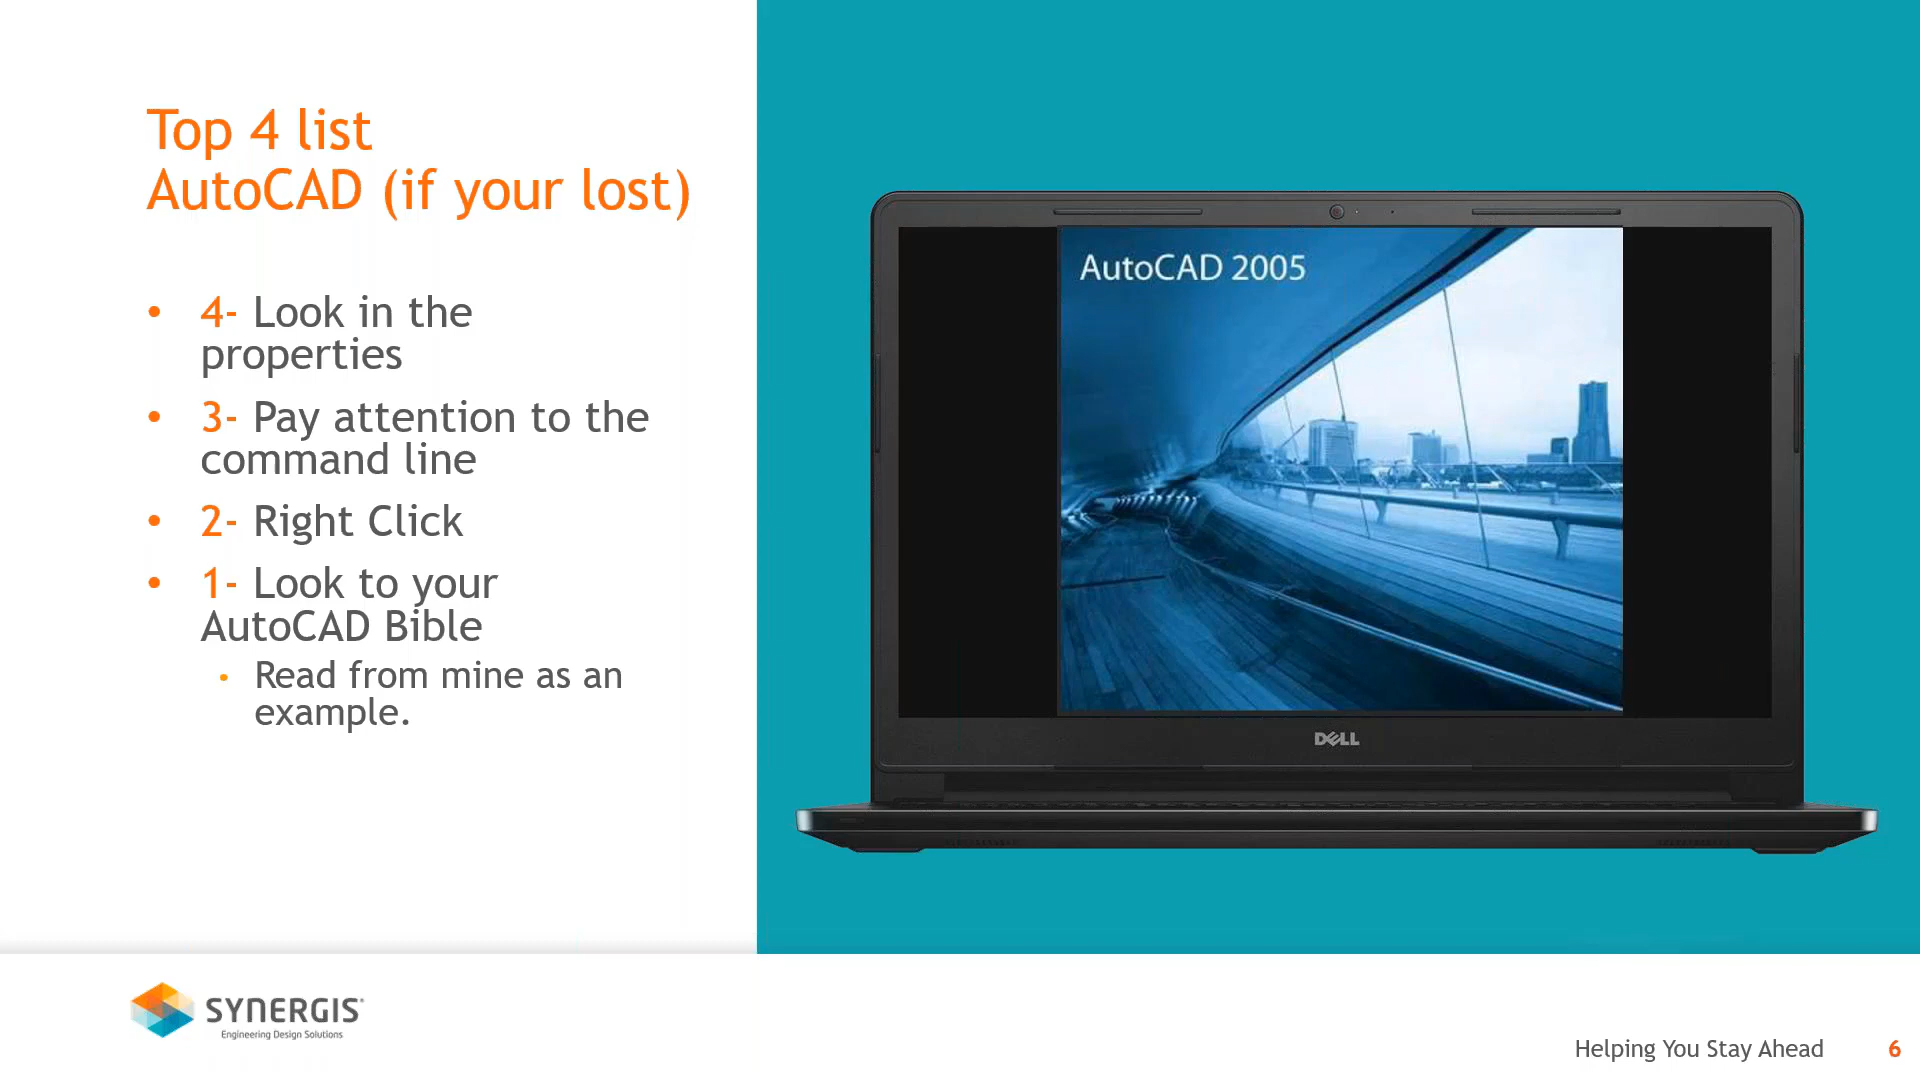 Top 4 list
AutoCAD (if your lost)
• 4- Look in the
properties
• 3- Pay attention to the
command line
• 2- Right Click
• 1- Look to your
AutoCAD Bible
• Read from mine as an
example.
AutoCAD 2005
DELL
SYNERGIS®
Engineering Design Solutions
Helping You Stay Ahead 6